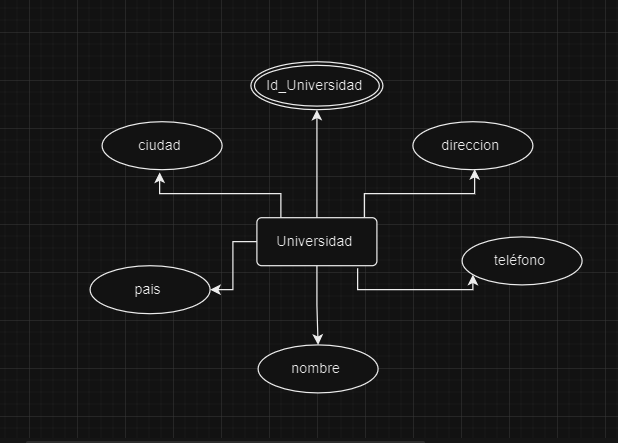 Id_Universidad
ciudad
direccion
Universidad
teléfono
pais
nombre